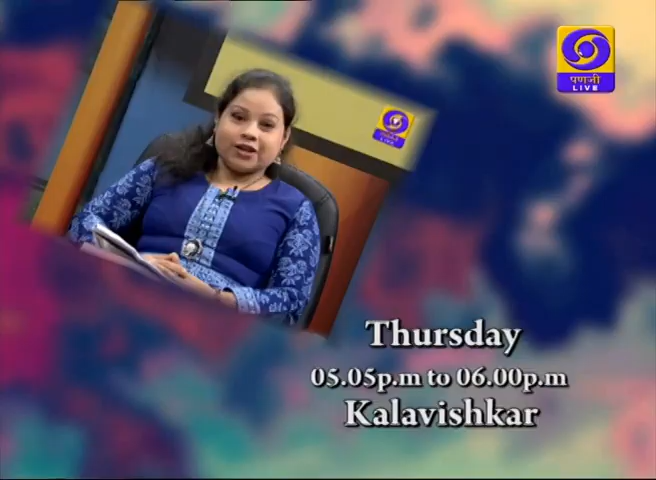 पणजी
LIVE
Thursday
05.05p.m to 06.00p.m
Kalavishkar